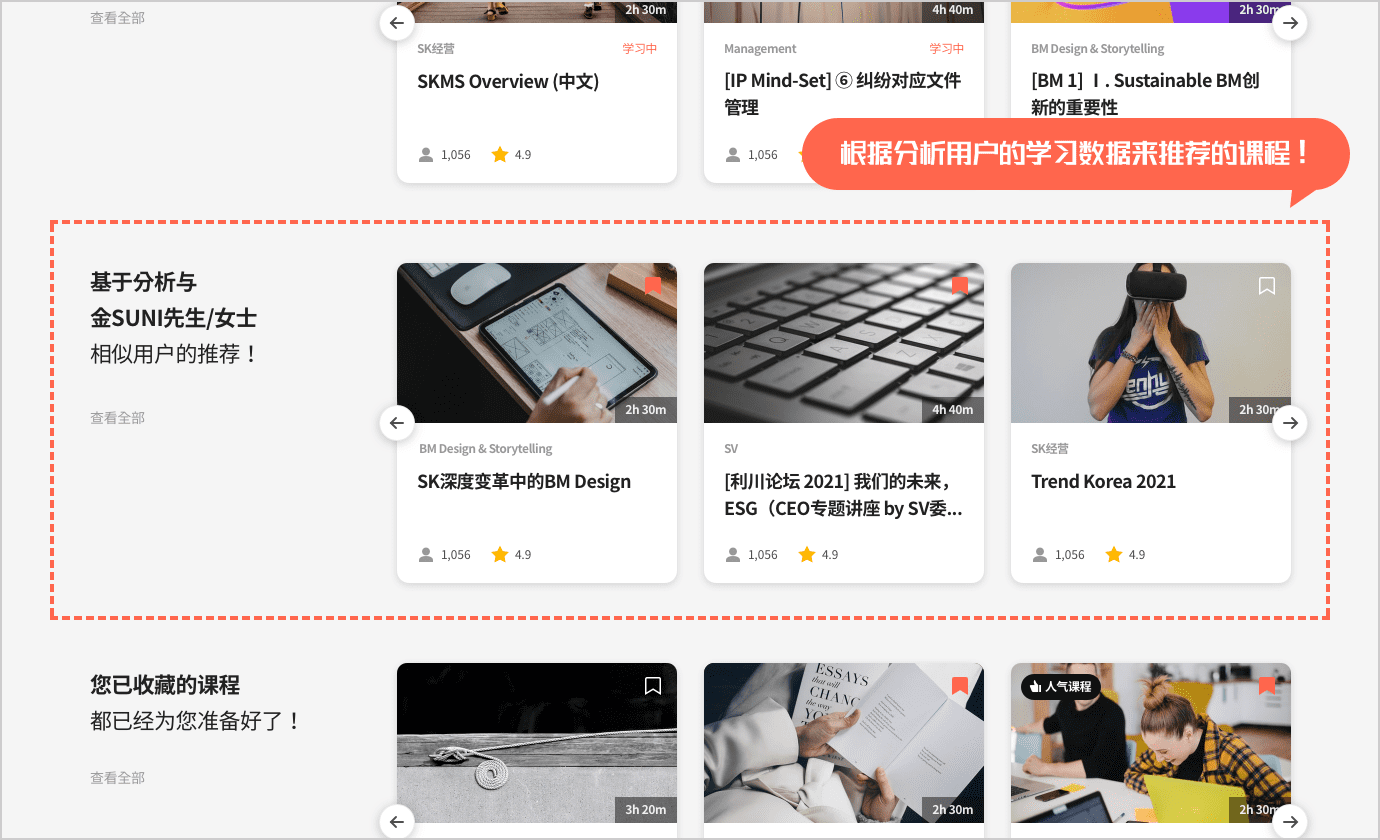 查看全部
2h 30m
4h 40m
2h 30m
SK经营
学习中
SKMS Overview (中文)
1,056
4.9
Management
学习中
[IP Mind-Set] ⑥ 纠纷对应文件
管理
1,056
BM Design & Storytelling
[BM 1] Ⅰ. Sustainable BM创
新的重要性
根据分析用户的学习数据来推荐的课程！
基于分析与
金SUNI先生/女士
相似用户的推荐！
查看全部
2h 30m
BM Design & Storytelling
SK深度变革中的BM Design
1,056
4.9
4h 40m
SV
[利川论坛 2021] 我们的未来，
ESG（CEO专题讲座 by SV委...
1,056
4.9
2h 30m
SK经营
Trend Korea 2021
1,056
4.9
您已收藏的课程
都已经为您准备好了！
查看全部
3h 20m
ESSAYS
that will
CHANGE
the way
YOU
2h 30m
人气课程
2h 30m